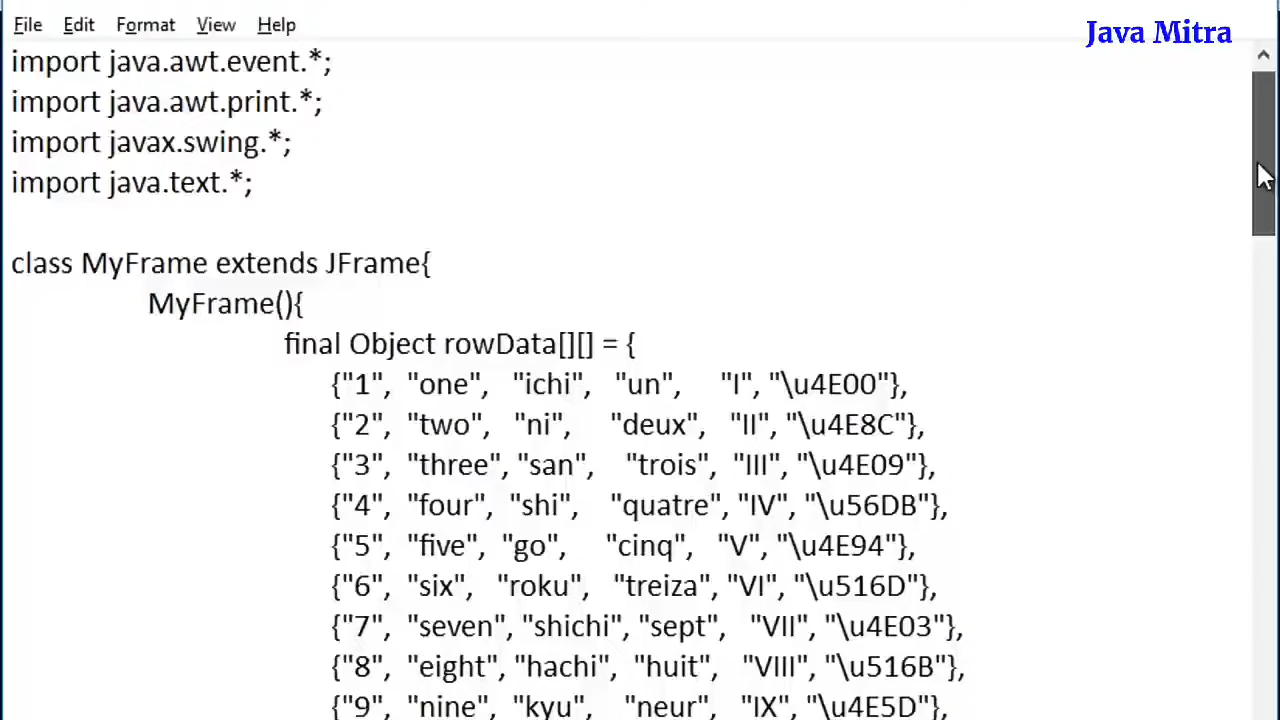 File Edit Format View Help
Java Mitra
import java.awt.event.*;
import java.awt.print.*;
import javax.swing.*;
import java.text.*;
class MyFrame extends JFrame{
MyFrame(){
final Object rowData[][] = {
{"1", "one", "ichi", "un", "I", "\u4E00"},
{"2", "two", "ni", "deux", "II", "\u4E8C"},
{"3", "three", "san", "trois", "III", "\u4E09"},
{"4", "four", "shi", "quatre", "IV", "\u56DB"},
{"5", "five", "go", "cinq", "V", "\u4E94"},
{"6", "six", "roku", "treiza", "VI", "\u516D"},
{"7", "seven", "shichi", "sept", "VII", "\u4E03"},
{"8", "eight", "hachi", "huit", "VIII", "\u516B"},
{"9", "nine", "kyu", "neur", "IX", "\u4E5D"},